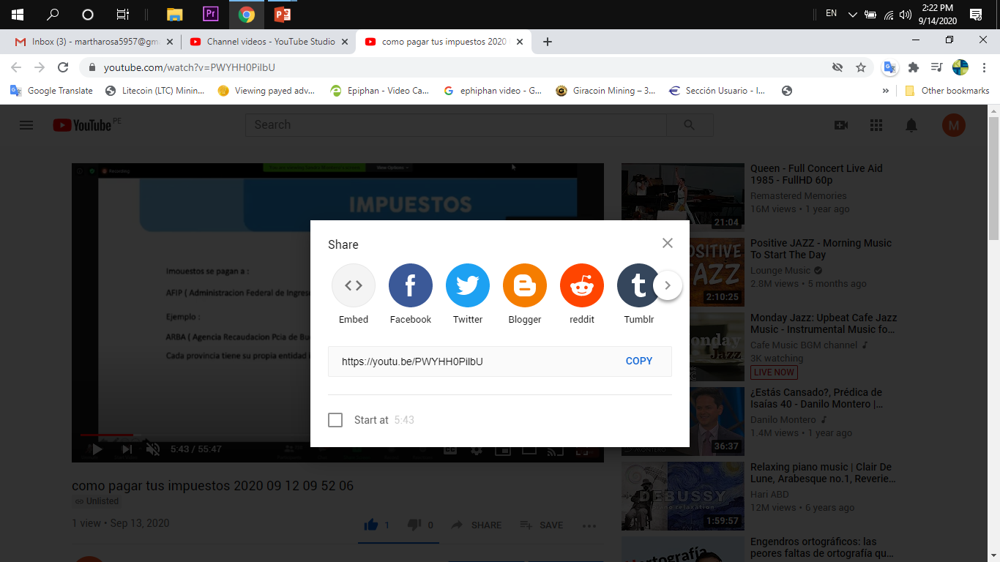 EN
2:22 PM
9/14/2020
Inbox (3) - martharosa5957@gm
Channel videos - YouTube Studio
como pagar tus impuestos 2020
youtube.com/watch?v=PWYHH0PilbU
Google Translate
Litecoin (LTC) Minin...
Viewing payed adv...
Epiphan - Video Ca...
ephiphan video - G...
Giracoin Mining – 3...
Sección Usuario - I...
»
Other bookmarks
YouTube PE
Search
M
Recording
View Options
IMPUESTOS
Imouestos se pagan a :
AFIP ( Administracion Federal de Ingres
Ejemplo :
ARBA ( Agencia Recaudacion Pcia de Bu
Cada provincia tiene su propia entidad
5:43 / 55:47
Share
Embed
Facebook
Twitter
Blogger
reddit
Tumblr
https://youtu.be/PWYHH0PilbU
COPY
Start at 5:43
como pagar tus impuestos 2020 09 12 09 52 06
Unlisted
1 view • Sep 13, 2020
1
0
SHARE
SAVE
Queen - Full Concert Live Aid
1985 - FullHD 60p
Remastered Memories
16M views • 1 year ago
21:04
POSITIVE
JAZZ
2:10:25
Positive JAZZ - Morning Music
To Start The Day
Lounge Music
2.8M views • 5 months ago
Monday
Jazz
Monday Jazz: Upbeat Cafe Jazz
Music - Instrumental Music fo...
Cafe Music BGM channel
3K watching
LIVE NOW
36:37
¿Estás Cansado?, Prédica de
Isaías 40 - Danilo Montero |...
Danilo Montero
1.4M views • 1 year ago
DEBUSSY
piano relaxation
1:59:57
Relaxing piano music | Clair De
Lune, Arabesque no.1, Reverie...
Hari ABD
12M views • 6 years ago
Engendros ortográficos: las
peores faltas de ortografía qu...